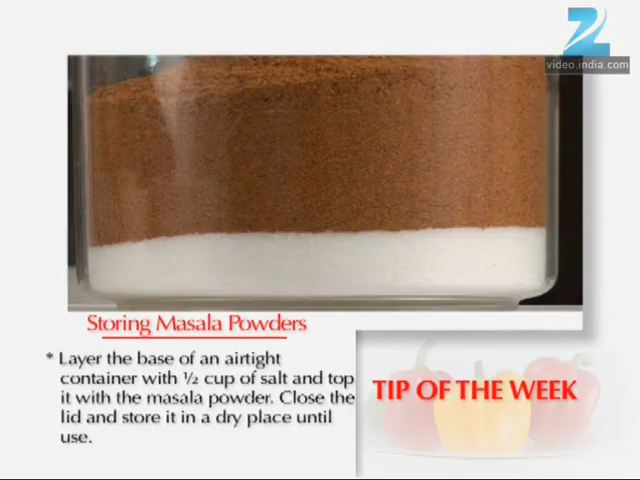 Z
video.india.com
Storing Masala Powders
* Layer the base of an airtight
container with ½ cup of salt and top
it with the masala powder. Close the
lid and store it in a dry place until
use.
TIP OF THE WEEK